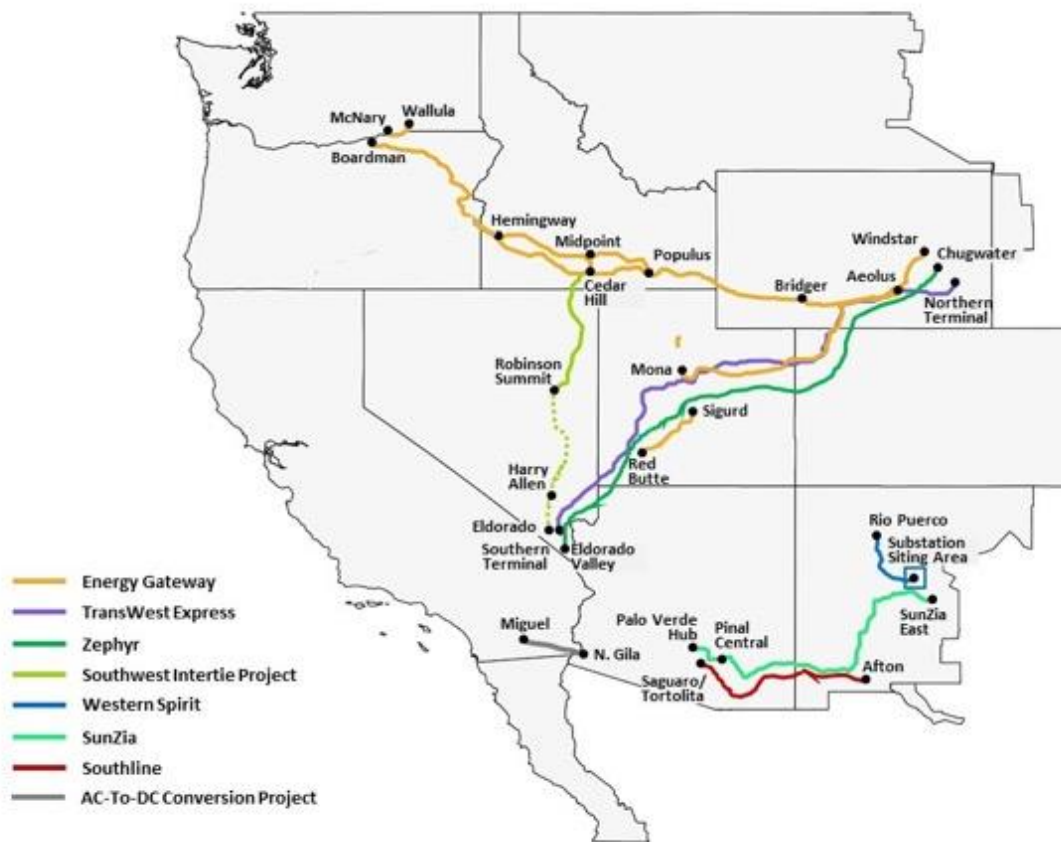 McNary
Wallula
Boardman
Hemingway
Midpoint
Populus
Cedar
Hill
Bridger
Windstar
Chugwater
Aeolus
Northern
Terminal
Robinson
Summit
Mona
Sigurd
Red
Butte
Harry
Allen
Eldorado
Southern
Terminal
Eldorado
Valley
Rio Puerco
Substation
Siting Area
SunZia
East
Miguel
N. Gila
Palo Verde
Hub
Pinal
Central
Saguaro/
Tortolita
Afton
Energy Gateway
TransWest Express
Zephyr
Southwest Intertie Project
Western Spirit
SunZia
Southline
AC-To-DC Conversion Project